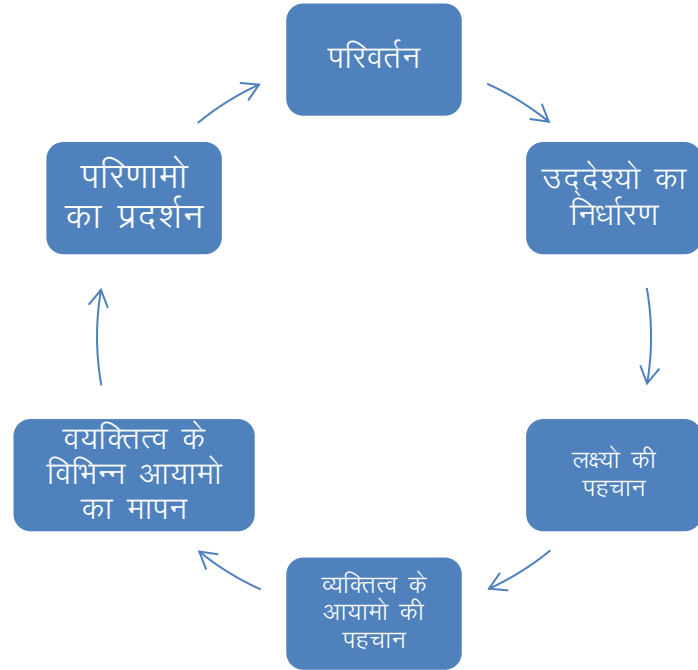 परिवर्तन
उद्देश्यो का
निर्धारण
लक्ष्यो की
पहचान
व्यक्तित्व के
आयामो की
पहचान
वयक्तित्व के
विभिन्न आयामो
का मापन
परिणामो
का प्रदर्शन